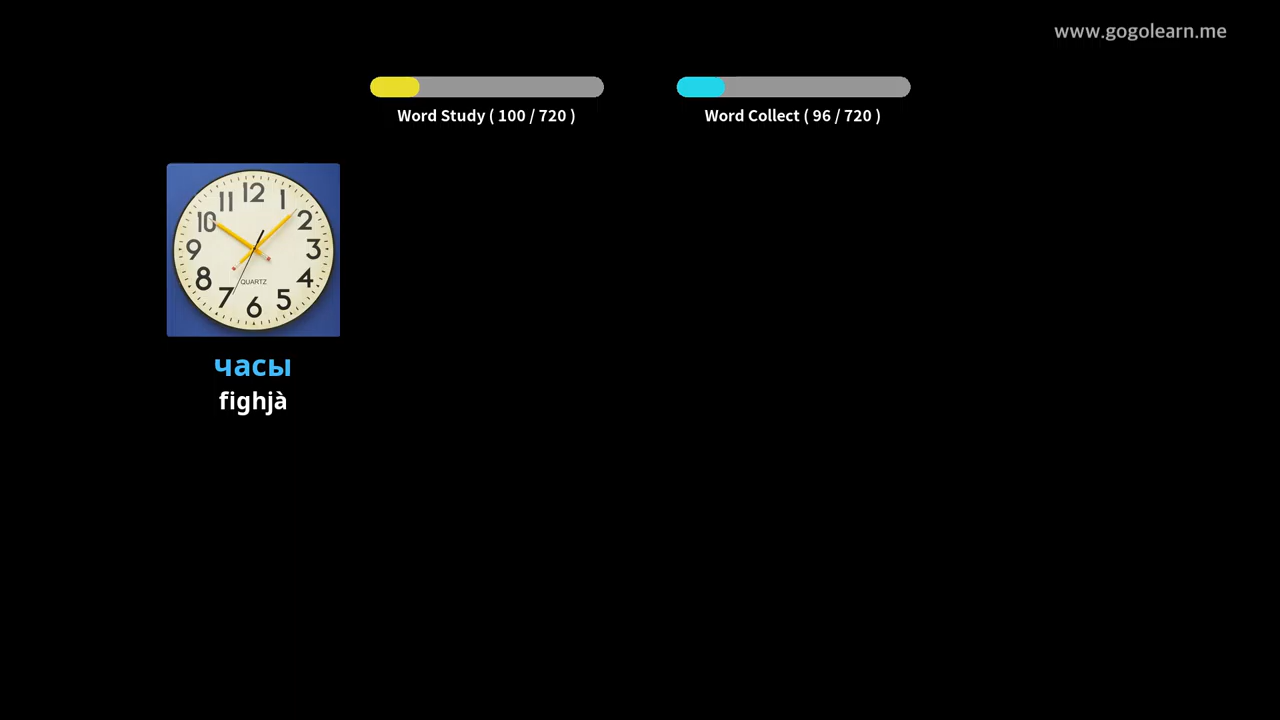 www.gogolearn.me
Word Study ( 100 / 720 )
Word Collect ( 96 / 720 )
12
11
1
10
2
9
3
8
4
QUARTZ
7
5
6
часы
fighjà